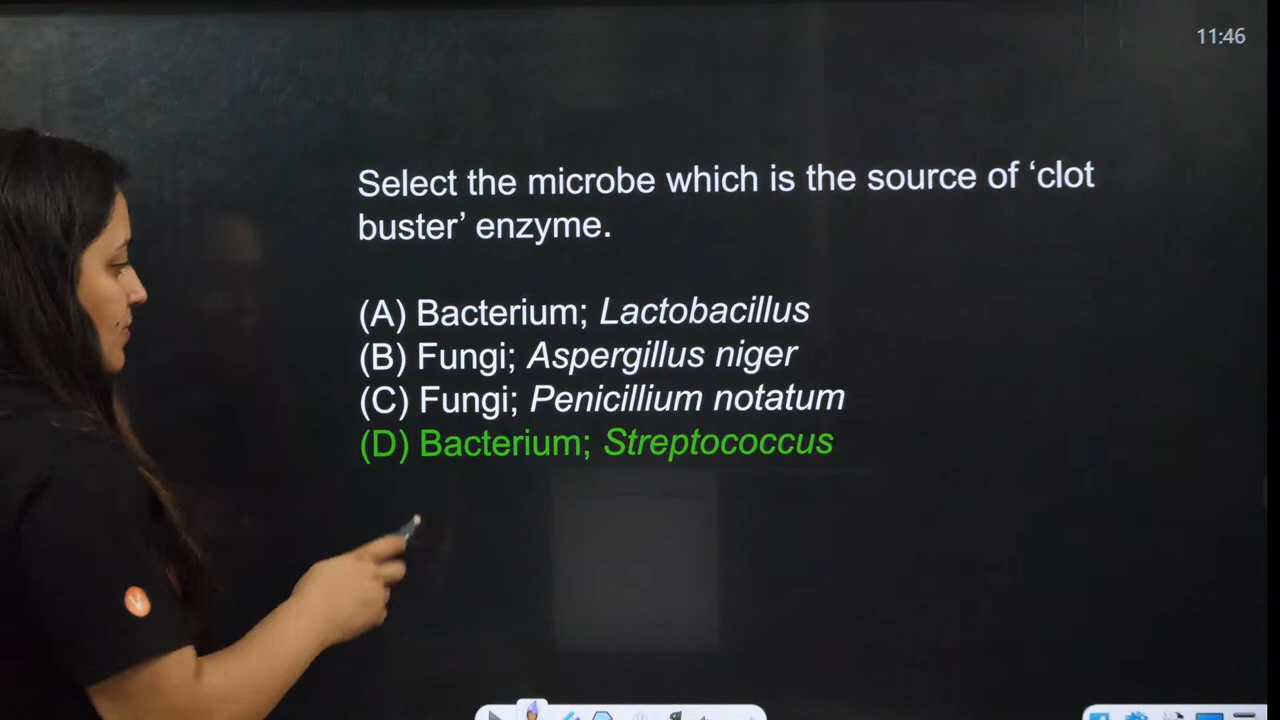 11:46
Select the microbe which is the source of ‘clot
buster’ enzyme.
(A) Bacterium; Lactobacillus
(B) Fungi; Aspergillus niger
(C) Fungi; Penicillium notatum
(D) Bacterium; Streptococcus
V